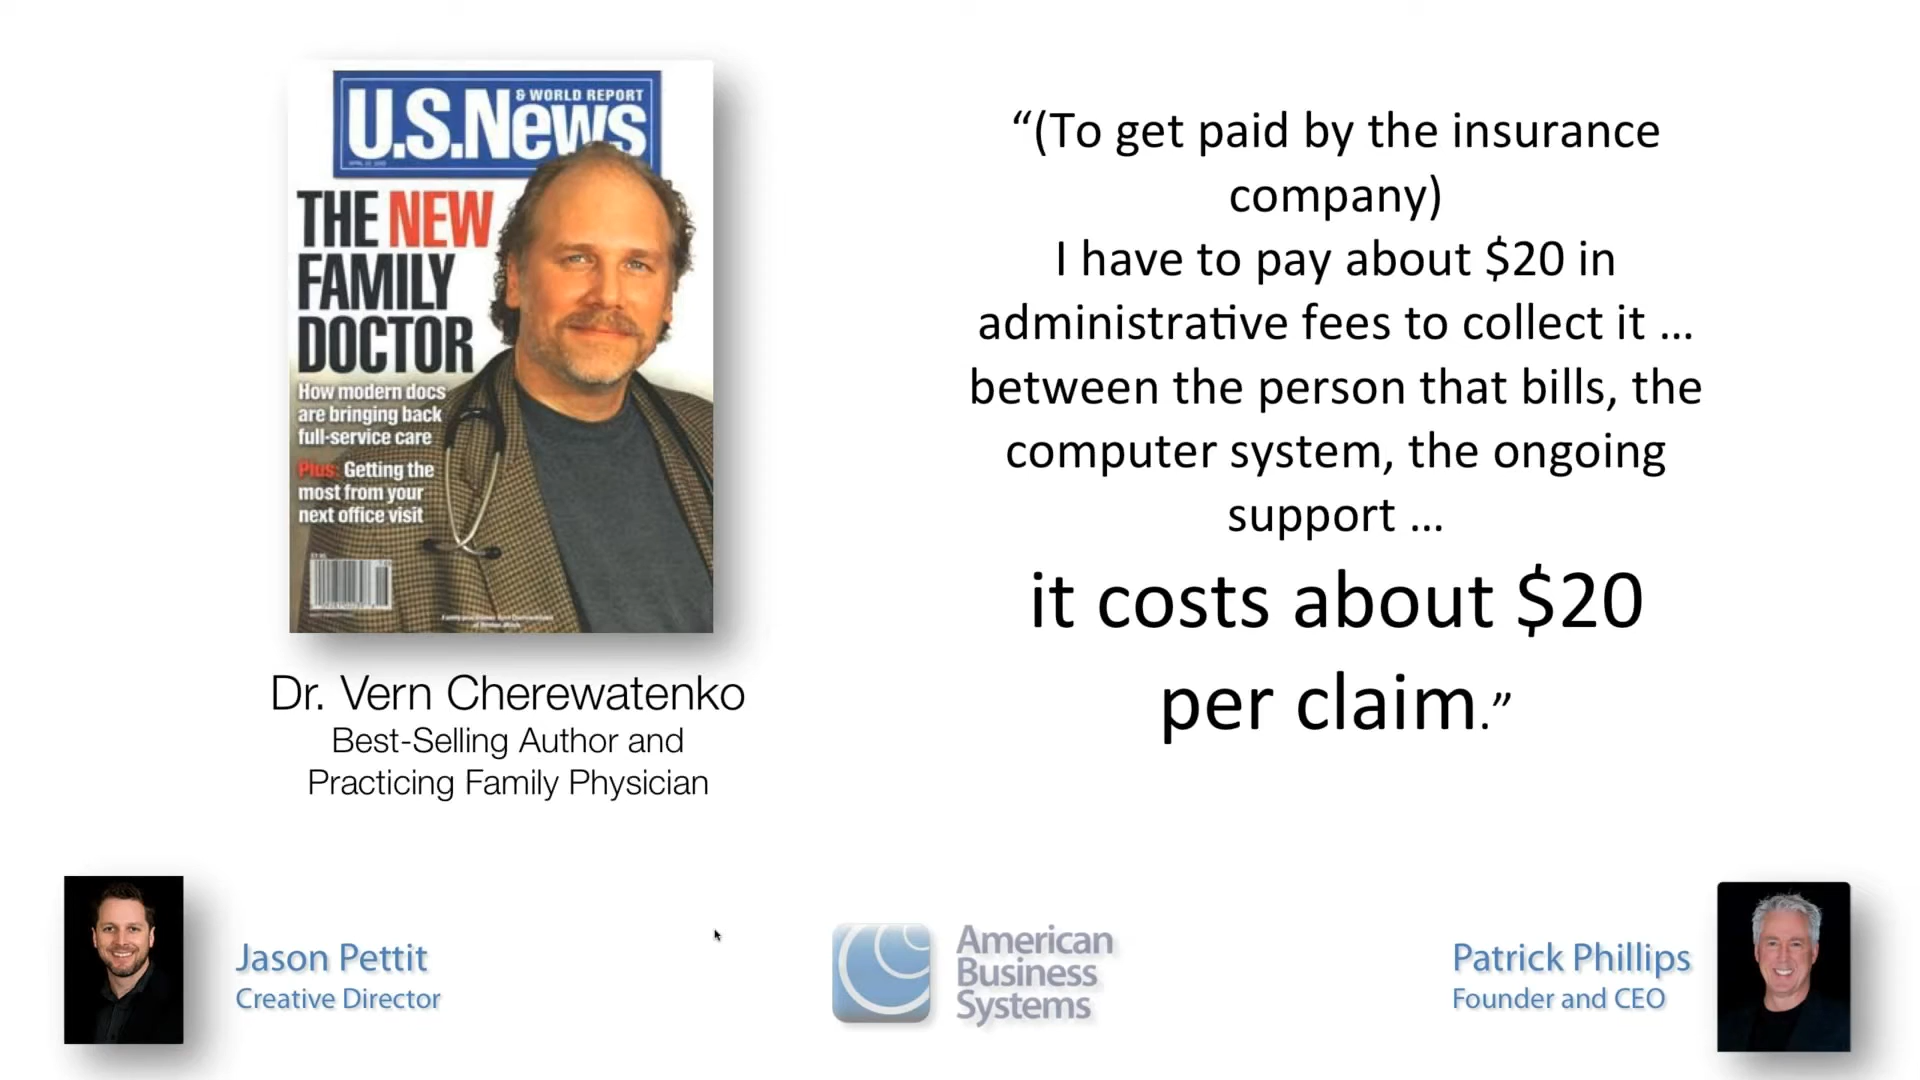 & WORLD REPORT
U.S.News
THE NEW
FAMILY
DOCTOR
How modern docs
are bringing back
full-service care
Plus: Getting the
most from your
next office visit
Dr. Vern Cherewatenko
Best-Selling Author and
Practicing Family Physician
“(To get paid by the insurance
company)
I have to pay about $20 in
administrative fees to collect it ...
between the person that bills, the
computer system, the ongoing
support ...
it costs about $20
per claim.”
Jason Pettit
Creative Director
American
Business
Systems
Patrick Phillips
Founder and CEO